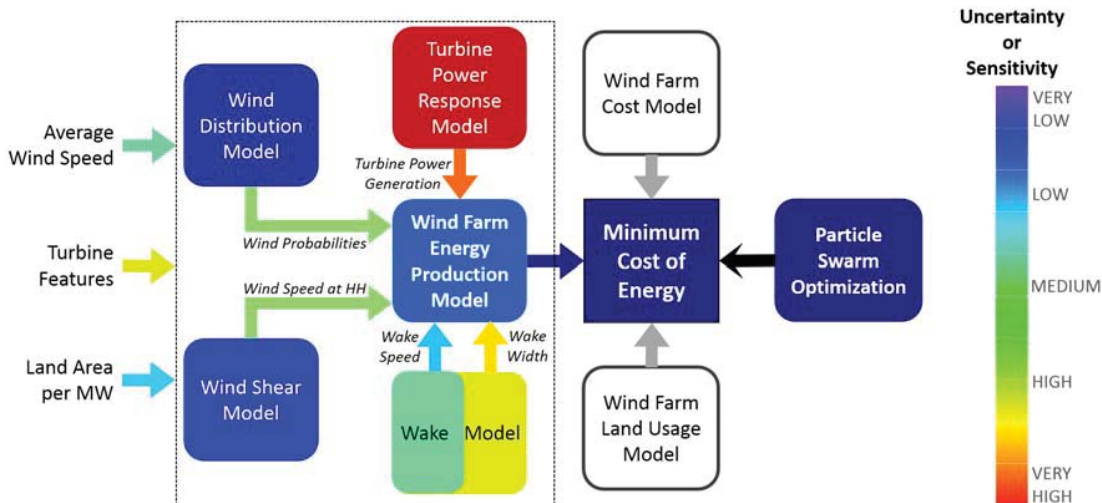 Average
Wind Speed
Turbine
Features
Land Area
per MW
Wind
Distribution
Model
Wind Probabilities
Wind Speed at HH
Wind Shear
Model
Turbine
Power
Response
Model
Turbine Power
Generation
Wind Farm
Energy
Production
Model
Wake
Speed
Wake
Width
Wake
Model
Wind Farm
Cost Model
Minimum
Cost of
Energy
Wind Farm
Land Usage
Model
Particle
Swarm
Optimization
Uncertainty
or
Sensitivity
VERY
LOW
LOW
MEDIUM
HIGH
VERY
HIGH